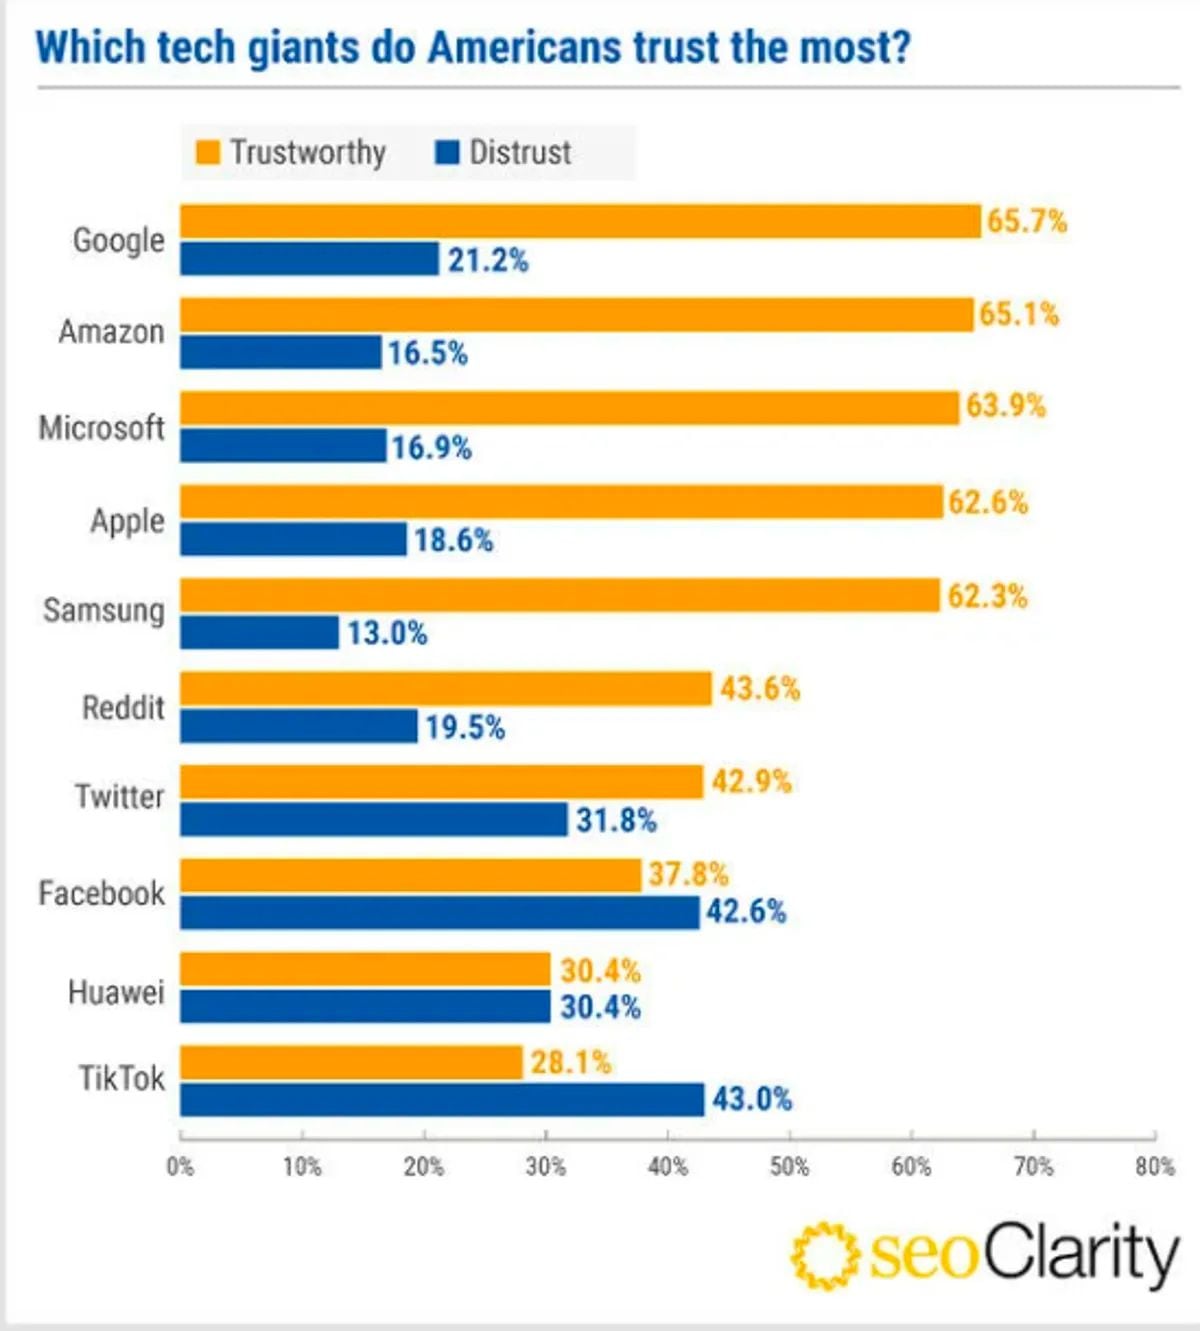 Which tech giants do Americans trust the most?
Trustworthy Distrust
Google 65.7%
21.2%
Amazon 65.1%
16.5%
Microsoft 63.9%
16.9%
Apple 62.6%
18.6%
Samsung 62.3%
13.0%
Reddit 43.6%
19.5%
Twitter 42.9%
31.8%
Facebook 37.8%
42.6%
Huawei 30.4%
30.4%
TikTok 28.1%
43.0%
0% 10% 20% 30% 40% 50% 60% 70% 80%
seoClarity